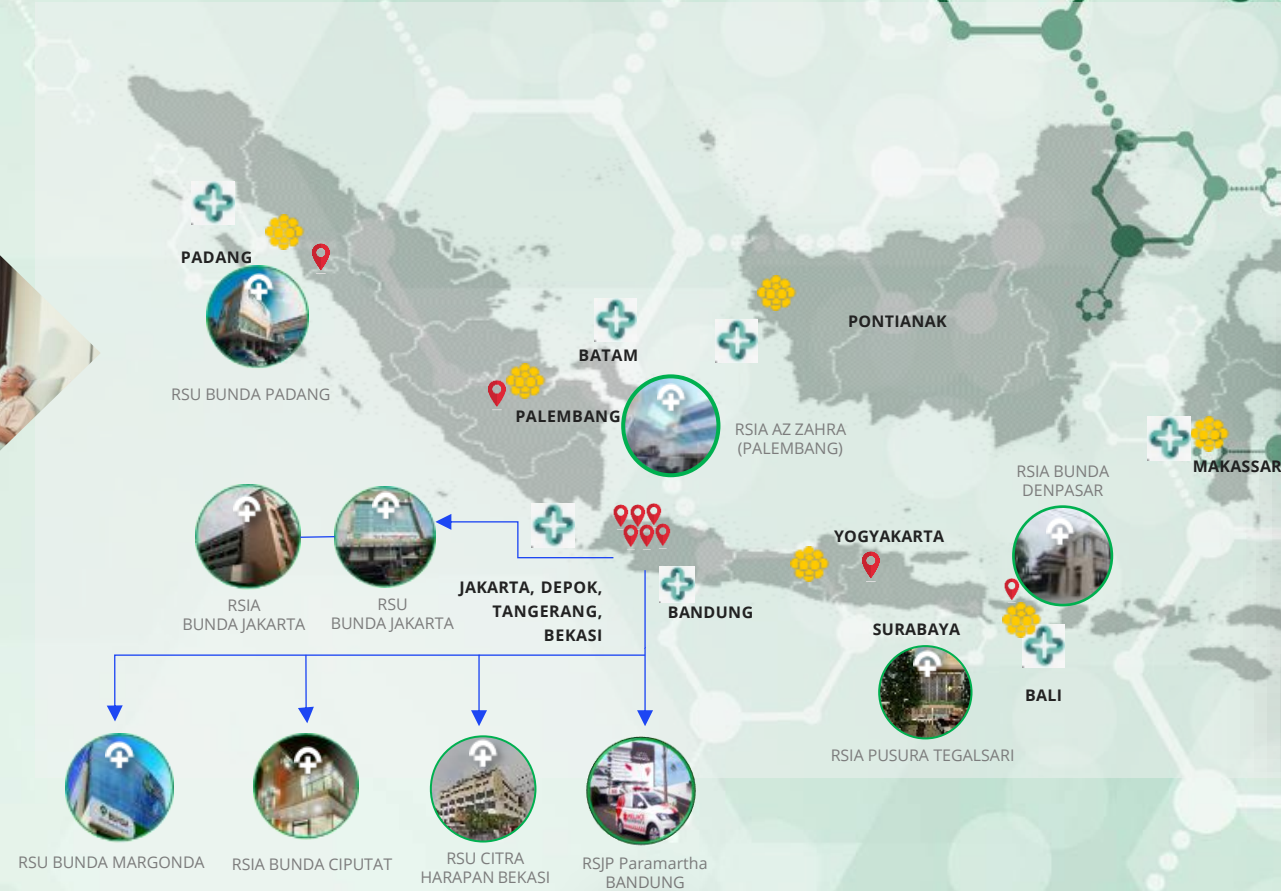 PADANG
RSU BUNDA PADANG
BATAM
PONTIANAK
PALEMBANG
RSIA AZ ZAHRA
(PALEMBANG)
MAKASSAR
RSIA BUNDA
DENPASAR
YOGYAKARTA
RSIA
BUNDA JAKARTA
RSU
BUNDA JAKARTA
JAKARTA, DEPOK,
TANGERANG,
BEKASI
BANDUNG
SURABAYA
BALI
RSIA PUSURA TEGALSARI
RSU BUNDA MARGONDA
RSIA BUNDA CIPUTAT
RSU CITRA
HARAPAN BEKASI
RSJP Paramartha
BANDUNG